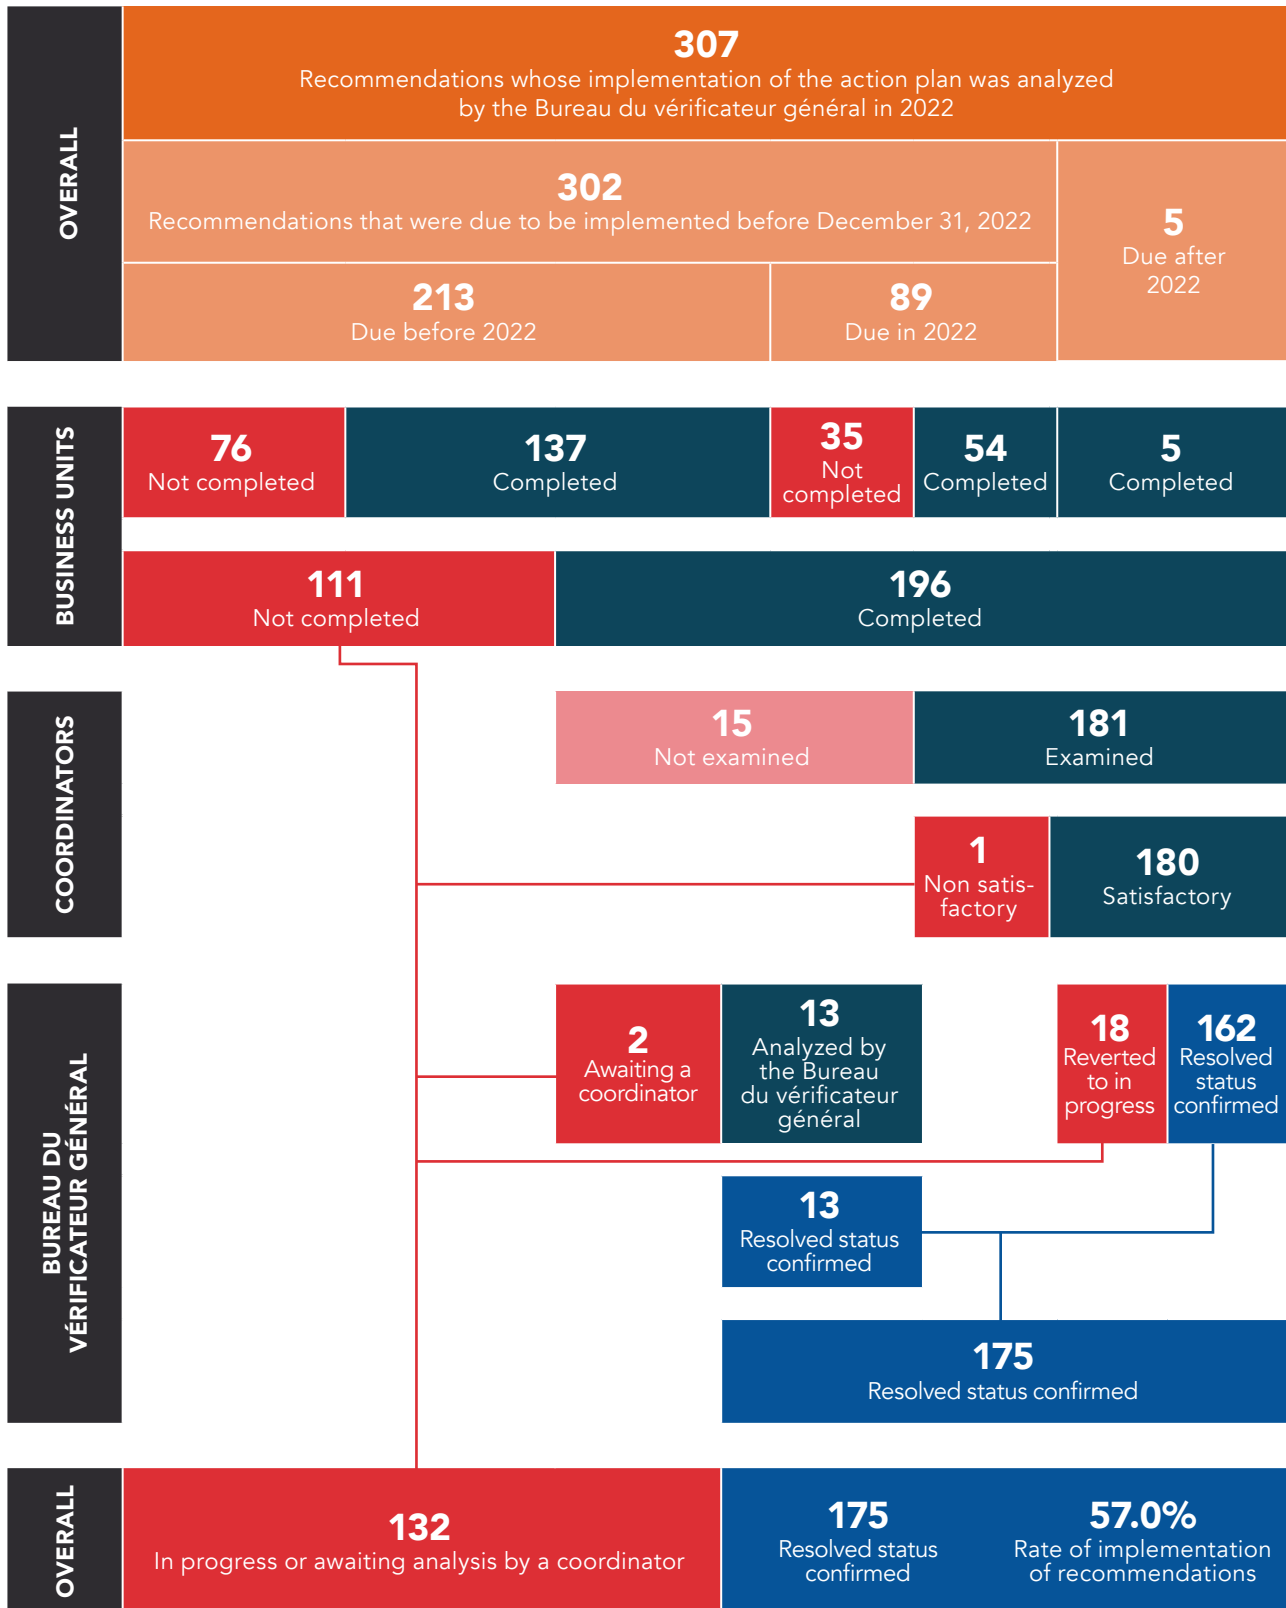 OVERALL
307
Recommendations whose implementation of the action plan was analyzed
by the Bureau du vérificateur général in 2022
302
Recommendations that were due to be implemented before December 31, 2022
5
Due after
2022
213
Due before 2022
89
Due in 2022
BUSINESS UNITS
76
Not completed
137
Completed
35
Not
completed
54
Completed
5
Completed
111
Not completed
196
Completed
COORDINATORS
15
Not examined
181
Examined
1
Non satis-
factory
180
Satisfactory
BUREAU DU
VÉRIFICATEUR GÉNÉRAL
2
Awaiting a
coordinator
13
Analyzed by
the Bureau
du vérificateur
général
18
Reverted
to in
progress
162
Resolved
status
confirmed
13
Resolved status
confirmed
175
Resolved status confirmed
OVERALL
132
In progress or awaiting analysis by a coordinator
175
Resolved status
confirmed
57.0%
Rate of implementation
of recommendations